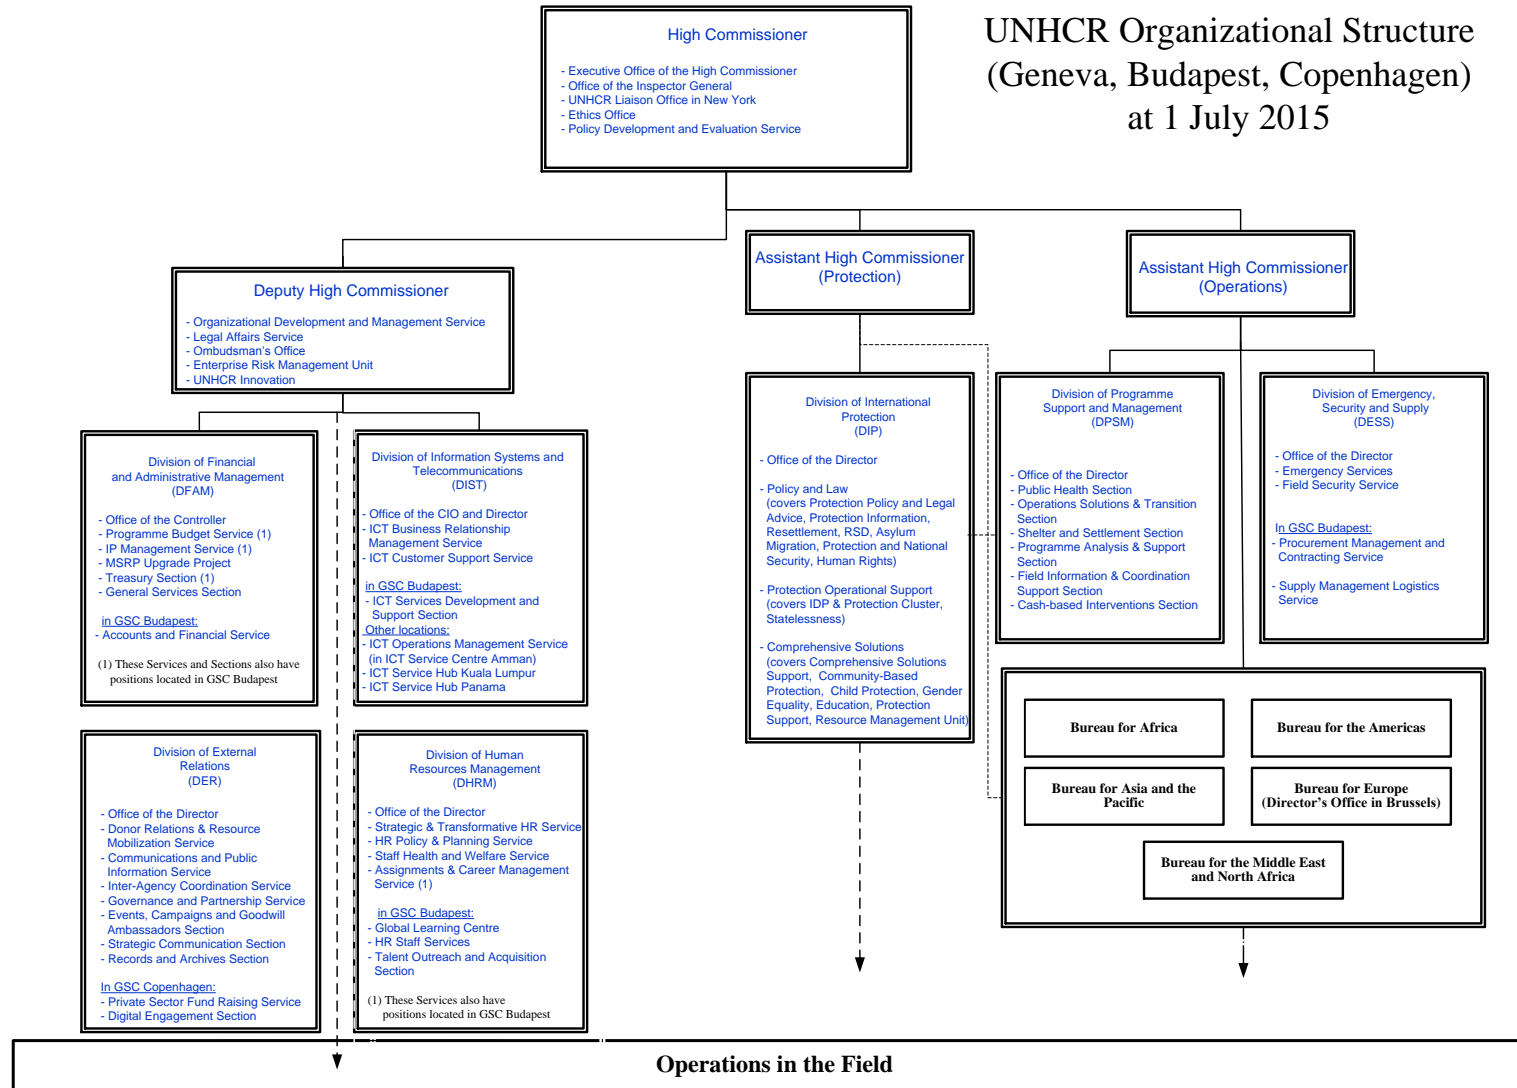 UNHCR Organizational Structure
(Geneva, Budapest, Copenhagen)
at 1 July 2015
High Commissioner
- Executive Office of the High Commissioner
- Office of the Inspector General
- UNHCR Liaison Office in New York
- Ethics Office
- Policy Development and Evaluation Service
Deputy High Commissioner
- Organizational Development and Management Service
- Legal Affairs Service
- Ombudsman's Office
- Enterprise Risk Management Unit
- UNHCR Innovation
Assistant High Commissioner
(Protection)
Assistant High Commissioner
(Operations)
Division of Financial
and Administrative Management
(DFAM)
- Office of the Controller
- Programme Budget Service (1)
- IP Management Service (1)
- MSRP Upgrade Project
- Treasury Section (1)
- General Services Section
in GSC Budapest:
- Accounts and Financial Service
(1) These Services and Sections also have
positions located in GSC Budapest
Division of Information Systems and
Telecommunications
(DIST)
- Office of the CIO and Director
- ICT Business Relationship
Management Service
- ICT Customer Support Service
in GSC Budapest:
- ICT Services Development and
Support Section
Other locations:
- ICT Operations Management Service
(in ICT Service Centre Amman)
- ICT Service Hub Kuala Lumpur
- ICT Service Hub Panama
Division of International
Protection
(DIP)
- Office of the Director
- Policy and Law
(covers Protection Policy and Legal
Advice, Protection Information,
Resettlement, RSD, Asylum
Migration, Protection and National
Security, Human Rights)
- Protection Operational Support
(covers IDP & Protection Cluster,
Statelessness)
- Comprehensive Solutions
(covers Comprehensive Solutions
Support, Community-Based
Protection, Child Protection, Gender
Equality, Education, Protection
Support, Resource Management Unit)
Division of Programme
Support and Management
(DPSM)
- Office of the Director
- Public Health Section
- Operations Solutions & Transition
Section
- Shelter and Settlement Section
- Programme Analysis & Support
Section
- Field Information & Coordination
Support Section
- Cash-based Interventions Section
Division of Emergency,
Security and Supply
(DESS)
- Office of the Director
- Emergency Services
- Field Security Service
In GSC Budapest:
- Procurement Management and
Contracting Service
- Supply Management Logistics
Service
Division of External
Relations
(DER)
- Office of the Director
- Donor Relations & Resource
Mobilization Service
- Communications and Public
Information Service
- Inter-Agency Coordination Service
- Governance and Partnership Service
- Events, Campaigns and Goodwill
Ambassadors Section
- Strategic Communication Section
- Records and Archives Section
In GSC Copenhagen:
- Private Sector Fund Raising Service
- Digital Engagement Section
Division of Human
Resources Management
(DHRM)
- Office of the Director
- Strategic & Transformative HR Service
- HR Policy & Planning Service
- Staff Health and Welfare Service
- Assignments & Career Management
Service (1)
in GSC Budapest:
- Global Learning Centre
- HR Staff Services
- Talent Outreach and Acquisition
Section
(1) These Services also have
positions located in GSC Budapest
Bureau for Africa
Bureau for the Americas
Bureau for Asia and the
Pacific
Bureau for Europe
(Director's Office in Brussels)
Bureau for the Middle East
and North Africa
Operations in the Field